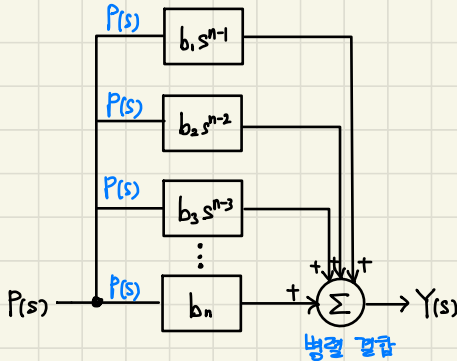 P(s)
b₁sⁿ⁻¹
P(s)
b₂sⁿ⁻²
P(s)
b₃sⁿ⁻³
⋮
+ + +
P(s) P(s) bₙ + Σ Y(s)
병렬 결합